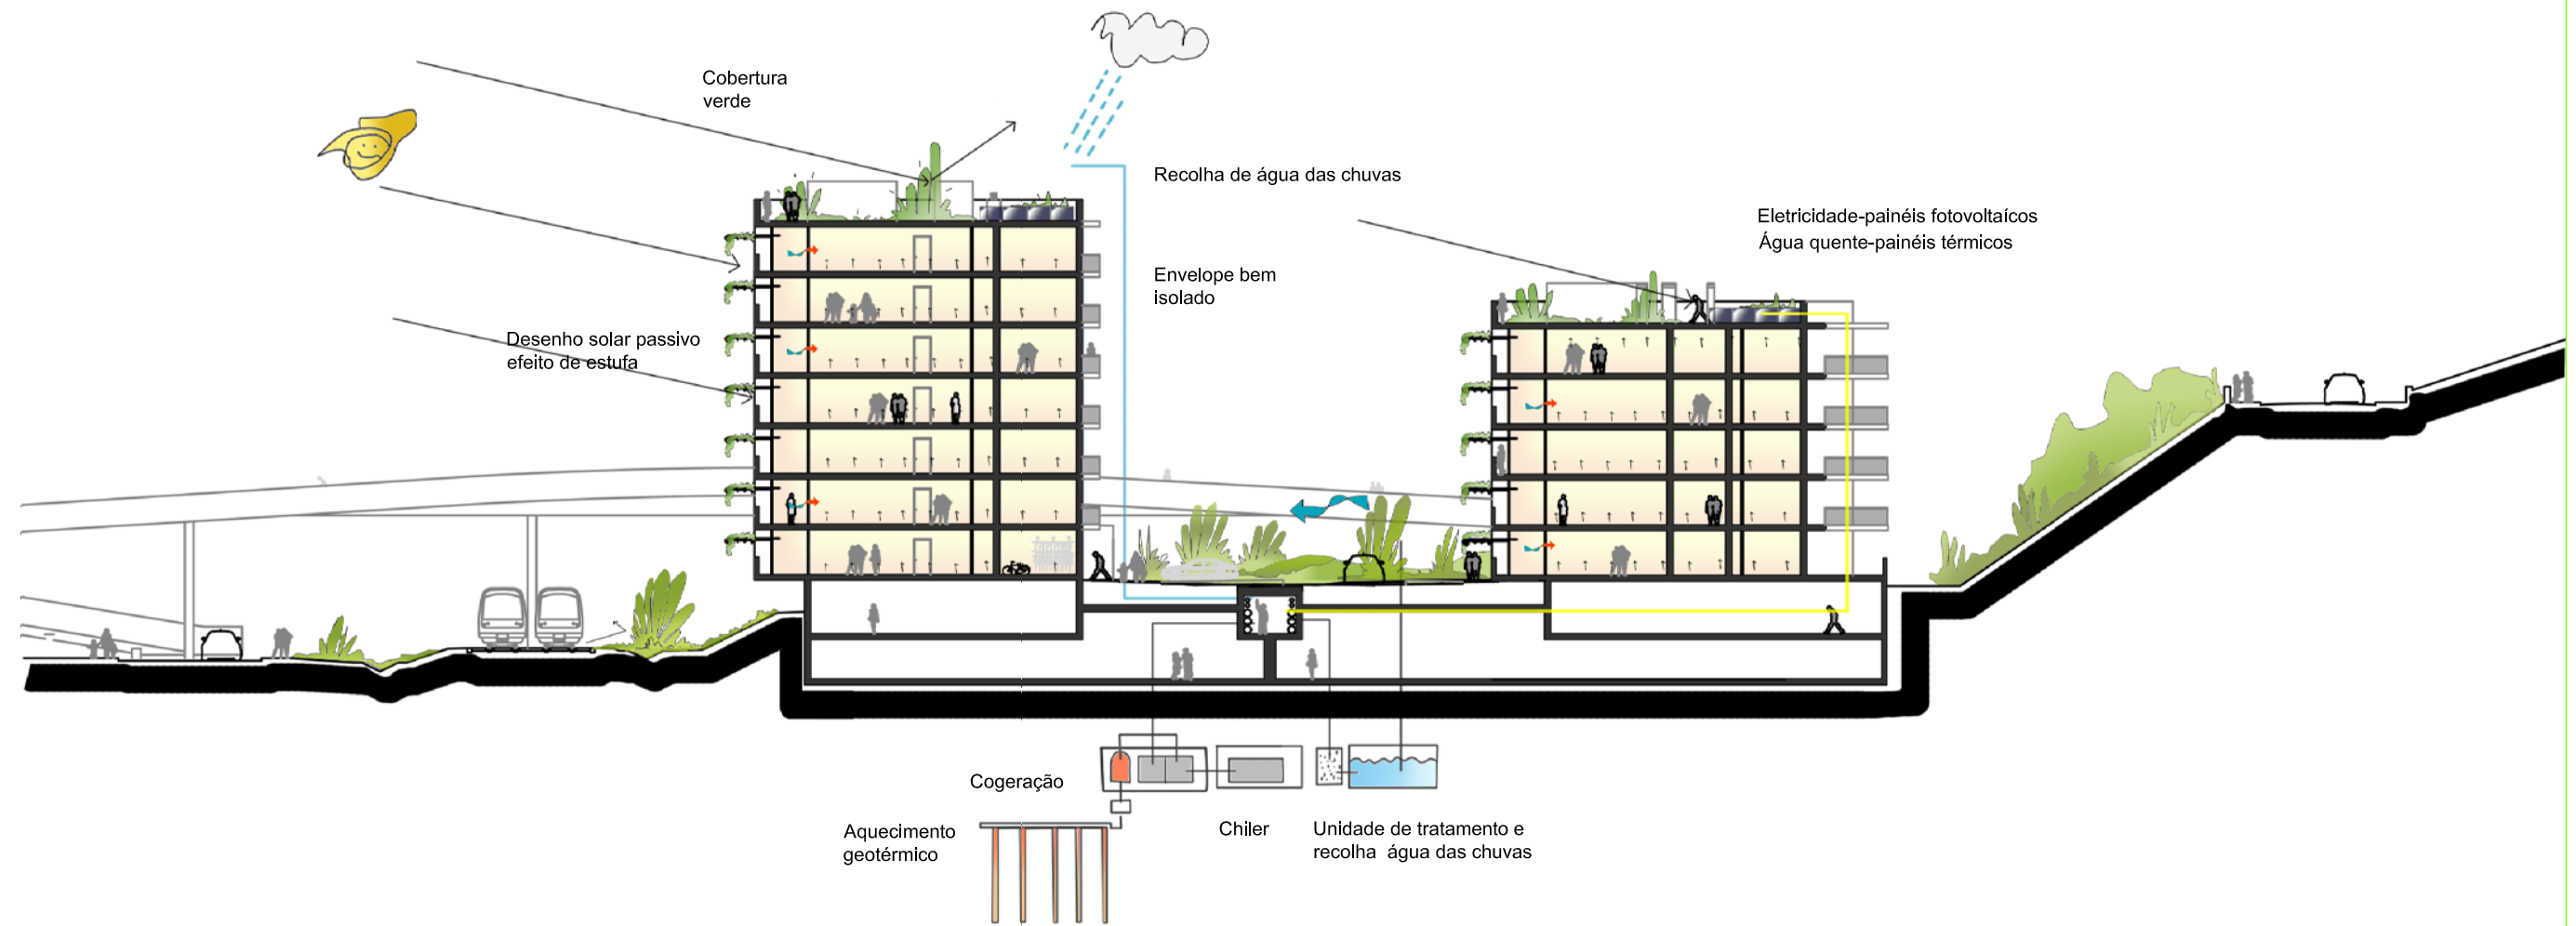 Cobertura
verde
Recolha de água das chuvas
Eletricidade-painéis fotovoltaícos
Água quente-painéis térmicos
Envelope bem
isolado
Desenho solar passivo
efeito de estufa
Cogeração
Aquecimento
geotérmico
Chiler
Unidade de tratamento e
recolha água das chuvas